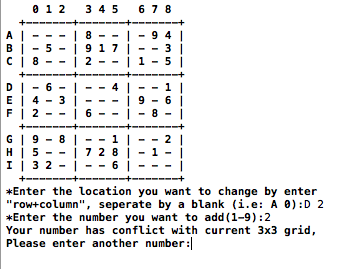 0 1 2   3 4 5   6 7 8
+-------+-------+-------+
A | - - - | 8 - - | - 9 4 |
B | - 5 - | 9 1 7 | - - 3 |
C | 8 - - | 2 - - | 1 - 5 |
+-------+-------+-------+
D | - 6 - | - - 4 | - - 1 |
E | 4 - 3 | - - - | 9 - 6 |
F | 2 - - | 6 - - | - 8 - |
+-------+-------+-------+
G | 9 - 8 | - - 1 | - - 2 |
H | 5 - - | 7 2 8 | - 1 - |
I | 3 2 - | - - 6 | - - - |
+-------+-------+-------+
*Enter the location you want to change by enter
"row+column", seperate by a blank (i.e: A 0):D 2
*Enter the number you want to add(1-9):2
Your number has conflict with current 3x3 grid,
Please enter another number: